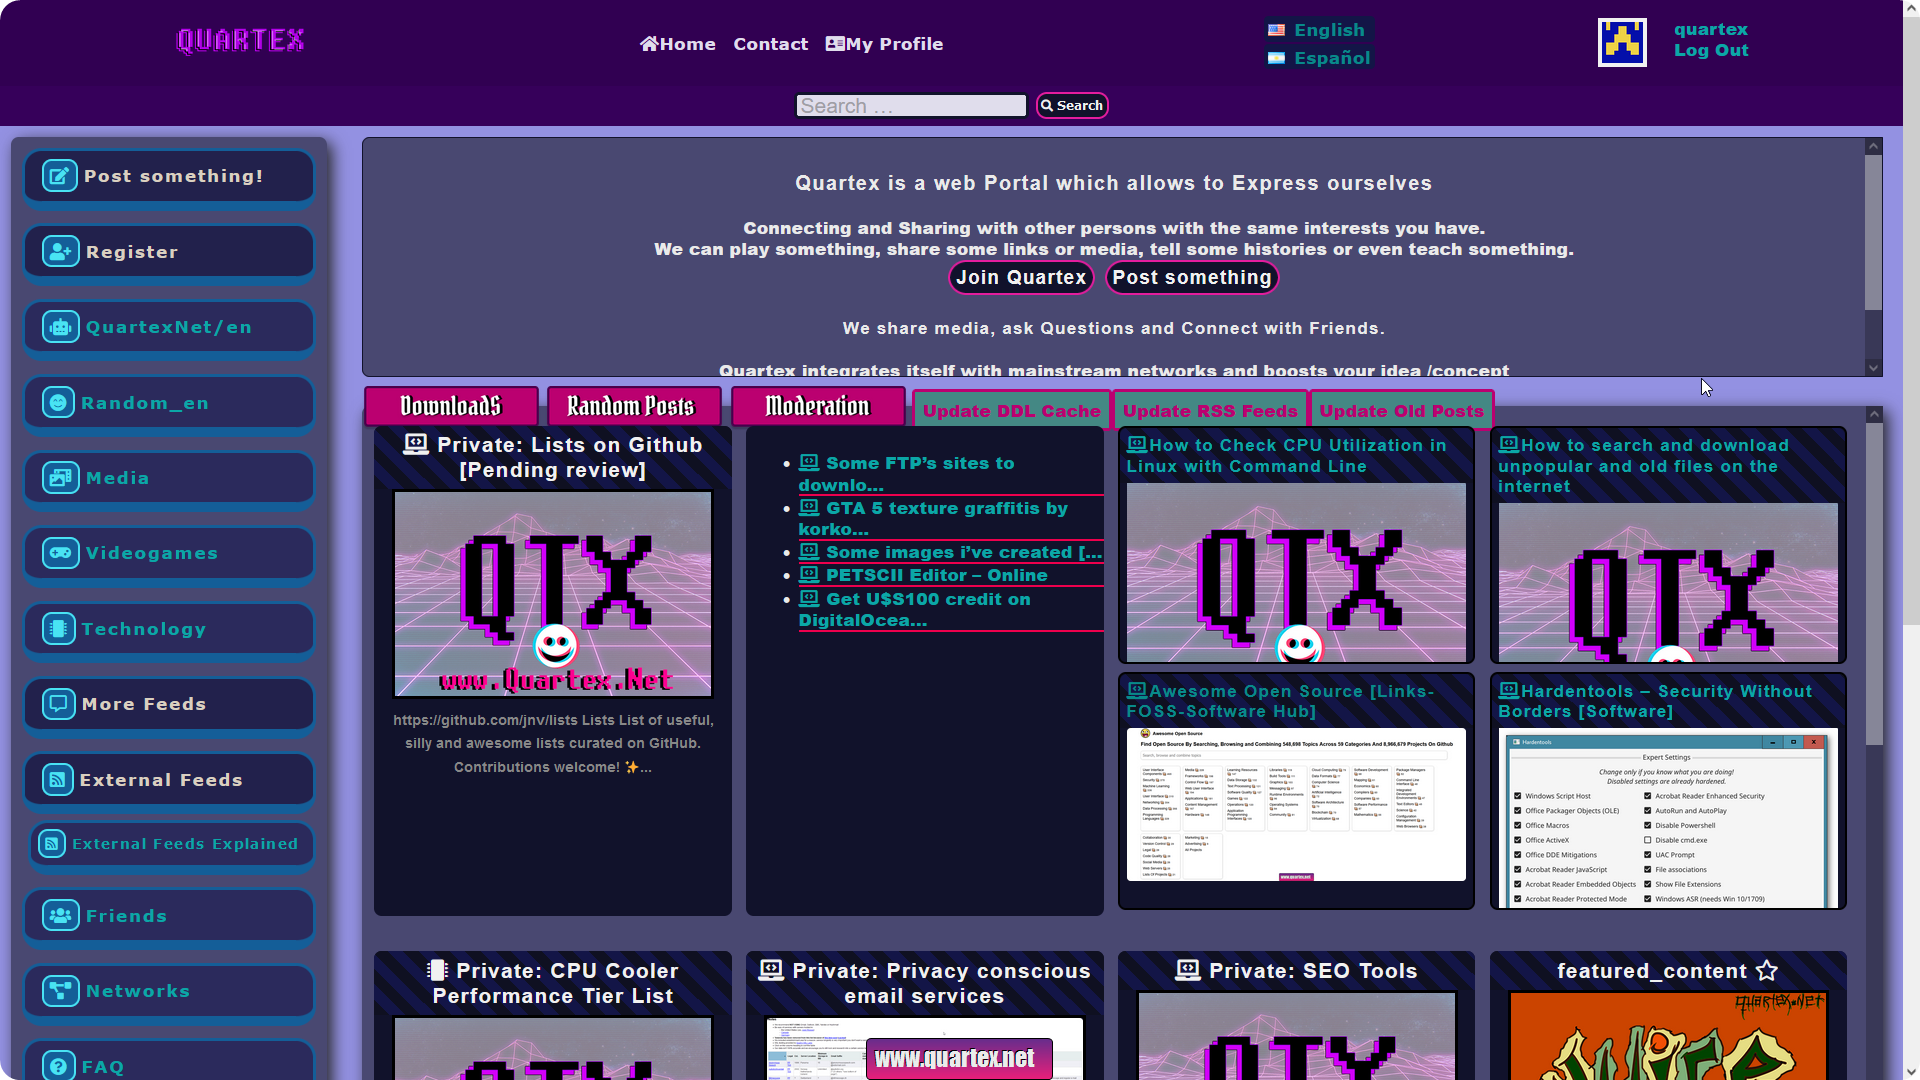 QUARTEX
Home Contact My Profile
English
Español
quartex
Log Out
Search …
Search
Post something!
Register
QuartexNet/en
Random_en
Media
Videogames
Technology
More Feeds
External Feeds
External Feeds Explained
Friends
Networks
FAQ
Quartex is a web Portal which allows to Express ourselves
Connecting and Sharing with other persons with the same interests you have.
We can play something, share some links or media, tell some histories or even teach something.
Join Quartex Post something
We share media, ask Questions and Connect with Friends.
Quartex integrates itself with mainstream networks and boosts your idea /concept
DownloadS Random Posts Moderation Update DDL Cache Update RSS Feeds Update Old Posts
Private: Lists on Github
[Pending review]
QTX
www.Quartex.Net
https://github.com/jnv/lists Lists List of useful,
silly and awesome lists curated on GitHub.
Contributions welcome! ✨...
Some FTP’s sites to
downlo...
GTA 5 texture graffitis by
korko...
Some images i’ve created [...
PETSCII Editor – Online
Get U$S100 credit on
DigitalOcea...
How to Check CPU Utilization in
Linux with Command Line
QTX
How to search and download
unpopular and old files on the
internet
QTX
Awesome Open Source [Links-
FOSS-Software Hub]
Awesome Open Source
Find Open Source By Searching, Browsing and Combining 548,698 Topics Across 59 Categories And 6,966,679 Projects On Github
www.quartex.net
Hardentools – Security Without
Borders [Software]
Hardentools
Expert Settings
Change only if you know what you are doing!
Disabled settings are already hardened.
Windows Script Host Acrobat Reader Enhanced Security
Office Packager Objects (OLE) AutoRun and AutoPlay
Office Macros Disable Powershell
Office ActiveX Disable cmd.exe
Office DDE Mitigations UAC Prompt
Acrobat Reader JavaScript File associations
Acrobat Reader Embedded Objects Show File Extensions
Acrobat Reader Protected Mode Windows ASR (needs Win 10/1709)
Private: CPU Cooler
Performance Tier List
Private: Privacy conscious
email services
www.quartex.net
Private: SEO Tools
featured_content
QUARTEX.NET